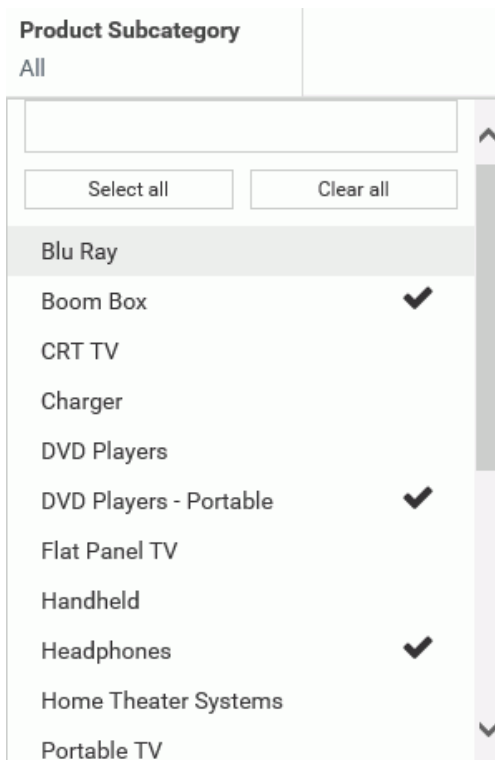 Product Subcategory
All
Select all Clear all
Blu Ray
Boom Box
CRT TV
Charger
DVD Players
DVD Players - Portable
Flat Panel TV
Handheld
Headphones
Home Theater Systems
Portable TV